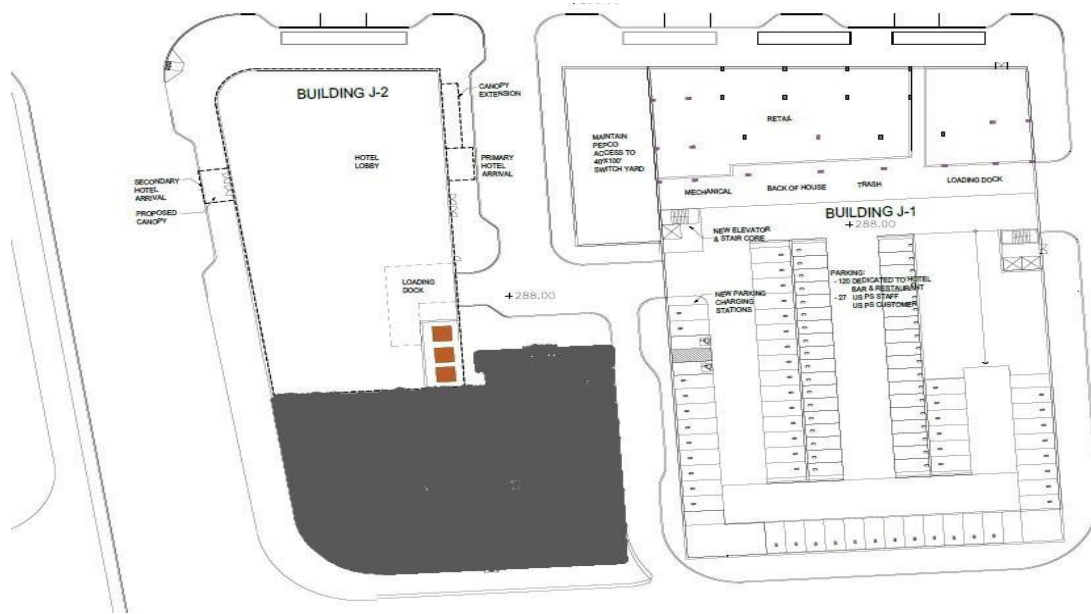 BUILDING J-2
CANOPY
EXTENSION
HOTEL
LOBBY
PRIMARY
HOTEL
ARRIVAL
SECONDARY
HOTEL
ARRIVAL
PROPOSED
CANOPY
LOADING
DOCK
+288.00
MAINTAIN
PEPCO
ACCESS TO
40'X100'
SWITCH YARD
RETAIL
MECHANICAL
BACK OF HOUSE
TRASH
LOADING DOCK
BUILDING J-1
+288.00
NEW ELEVATOR
& STAIR CORE
NEW PARKING
CHARGING
STATIONS
PARKING:
- 120 DEDICATED TO HOTEL
BAR & RESTAURANT
- 27 US PS STAFF
US PS CUSTOMER